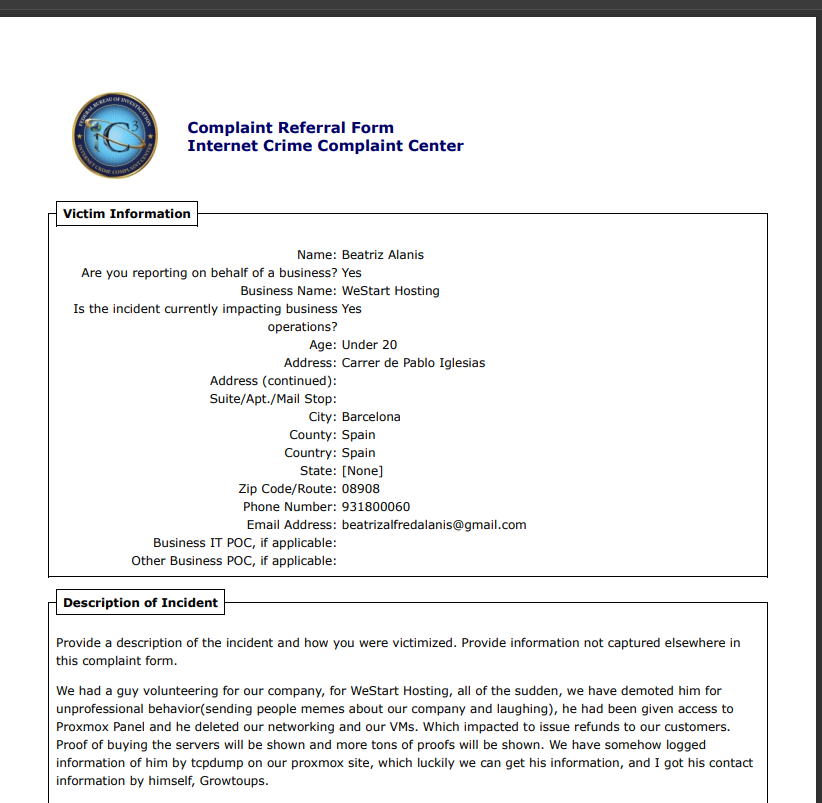 FEDERAL BUREAU OF INVESTIGATION
IC3
INTERNET CRIME COMPLAINT CENTER
Complaint Referral Form
Internet Crime Complaint Center
Victim Information
Name: Beatriz Alanis
Are you reporting on behalf of a business? Yes
Business Name: WeStart Hosting
Is the incident currently impacting business Yes
operations?
Age: Under 20
Address: Carrer de Pablo Iglesias
Address (continued):
Suite/Apt./Mail Stop:
City: Barcelona
County: Spain
Country: Spain
State: [None]
Zip Code/Route: 08908
Phone Number: 931800060
Email Address: beatrizalfredalanis@gmail.com
Business IT POC, if applicable:
Other Business POC, if applicable:
Description of Incident
Provide a description of the incident and how you were victimized. Provide information not captured elsewhere in
this complaint form.
We had a guy volunteering for our company, for WeStart Hosting, all of the sudden, we have demoted him for
unprofessional behavior(sending people memes about our company and laughing), he had been given access to
Proxmox Panel and he deleted our networking and our VMs. Which impacted to issue refunds to our customers.
Proof of buying the servers will be shown and more tons of proofs will be shown. We have somehow logged
information of him by tcpdump on our proxmox site, which luckily we can get his information, and I got his contact
information by himself, Growtoups.